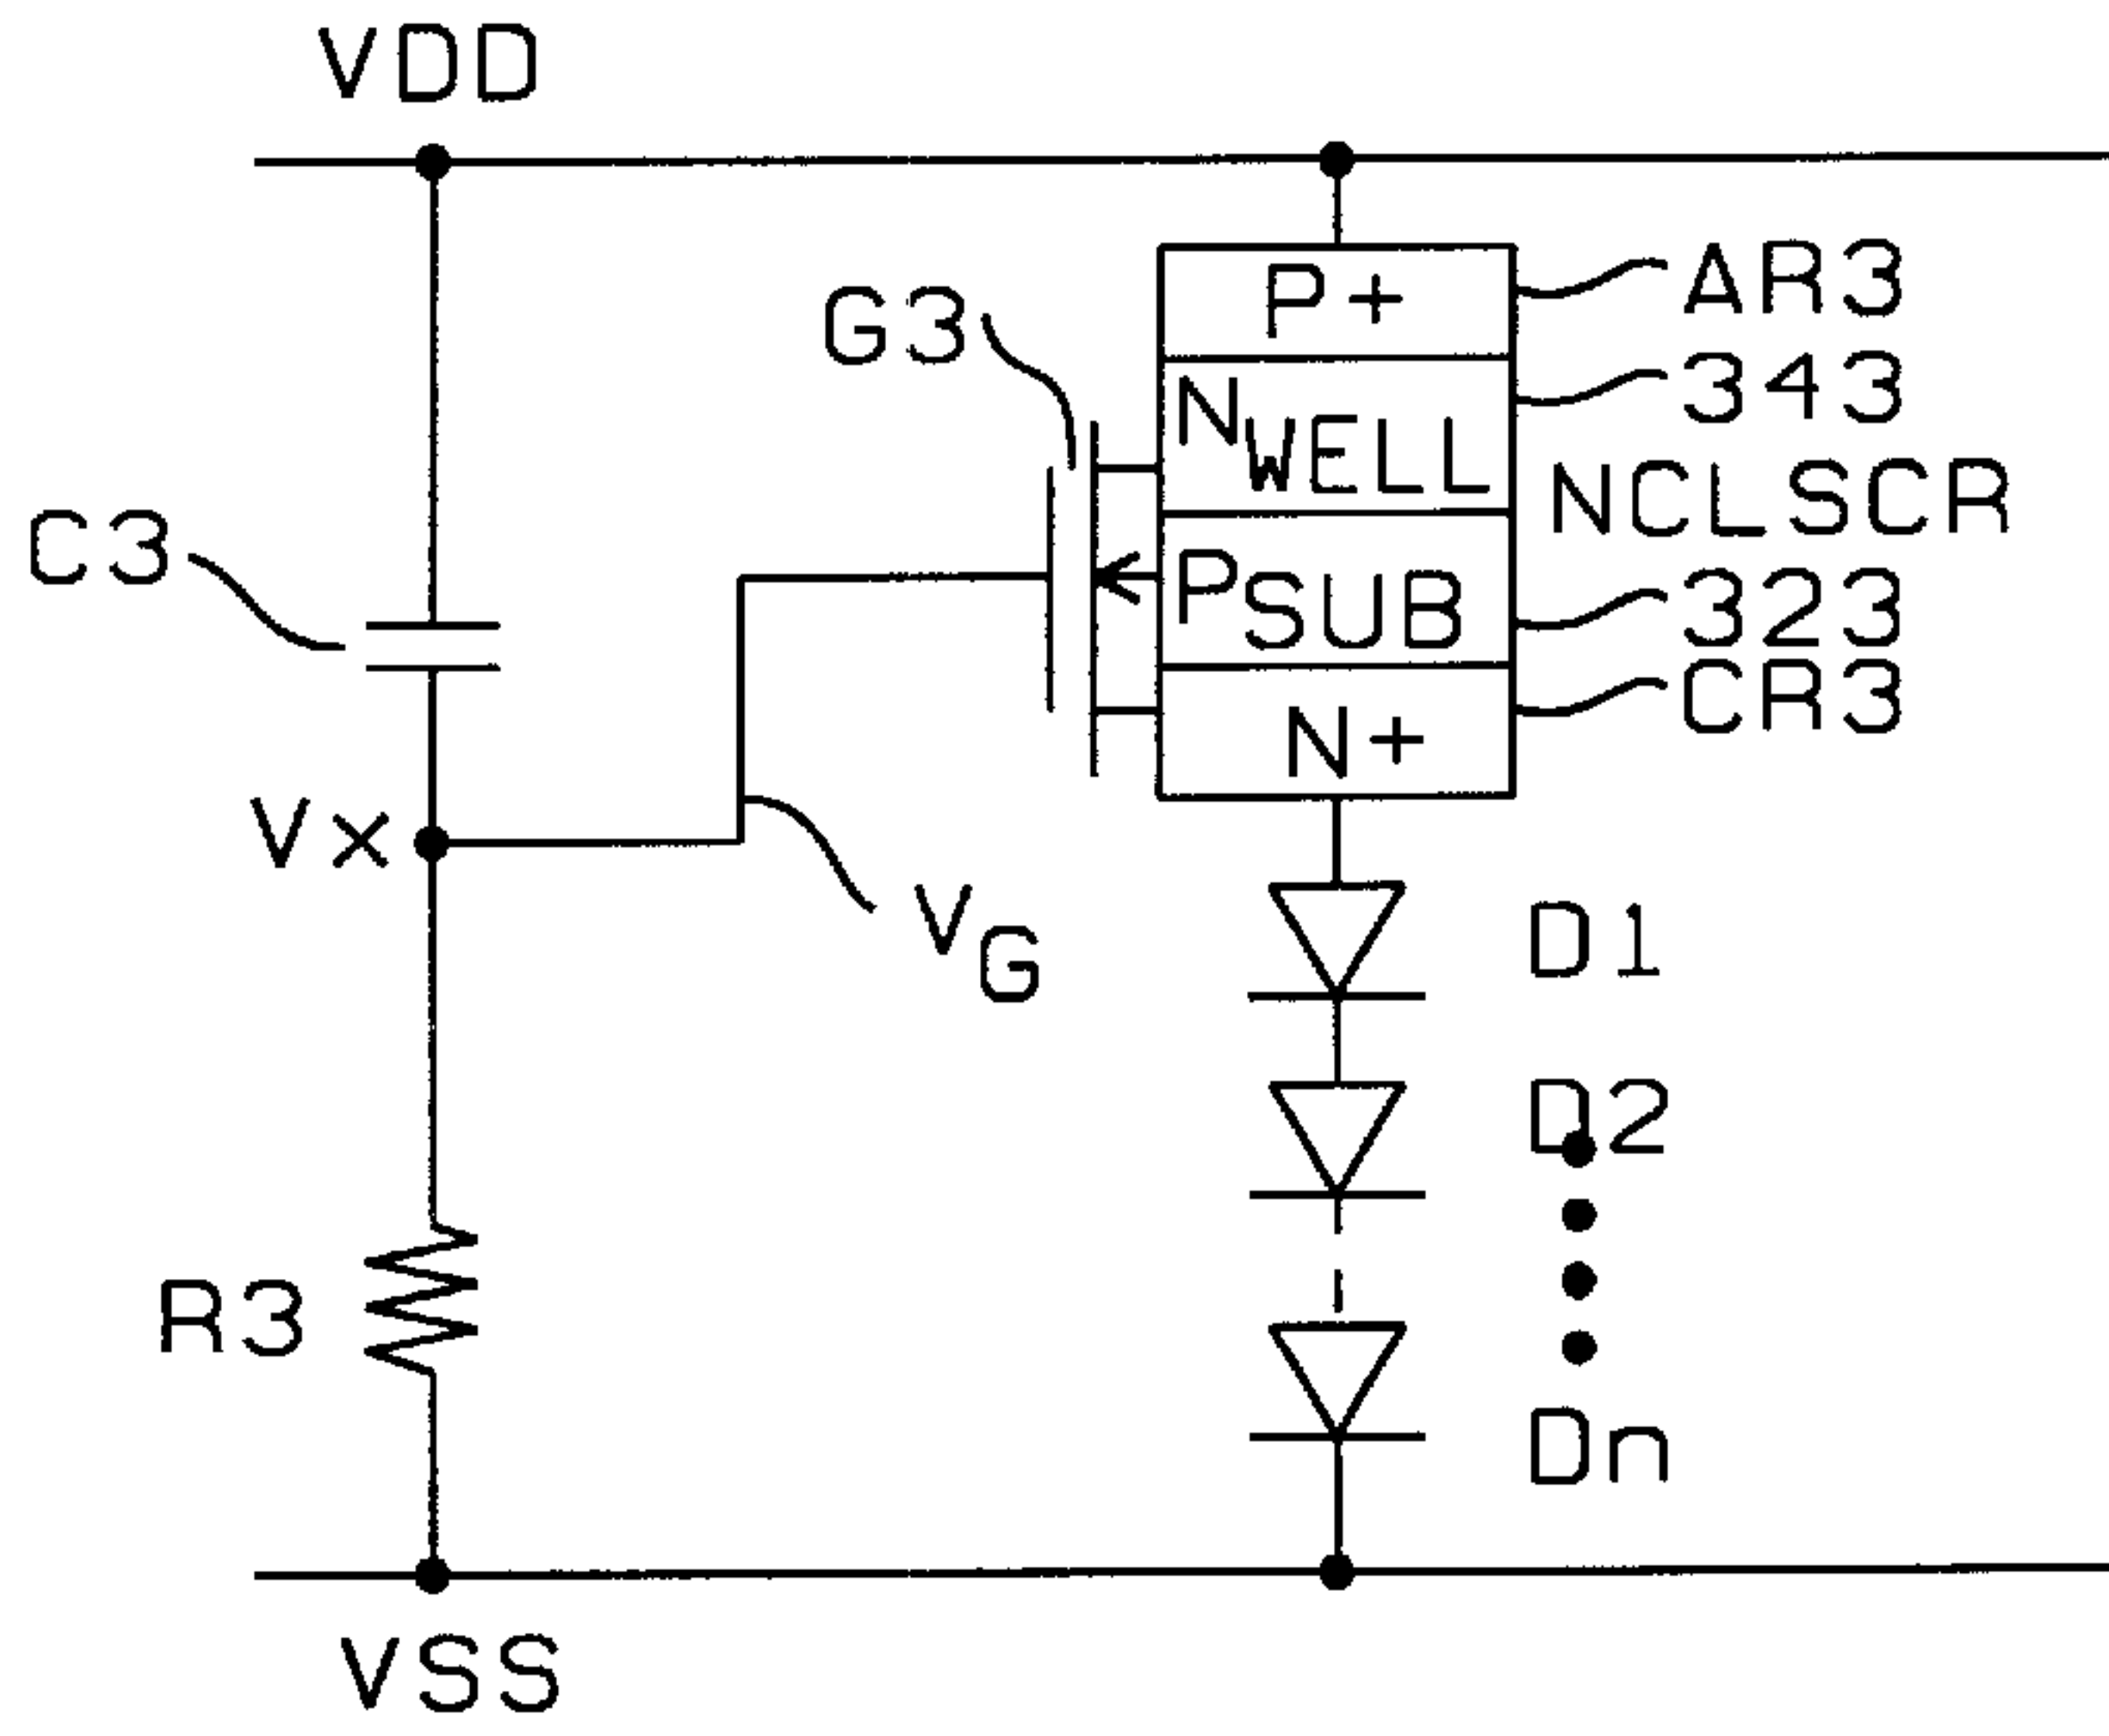 VDD
P+
AR3
G3
NWELL
343
NCLSCR
C3
PSUB
323
CR3
N+
Vx
VG
D1
D2
R3
Dn
VSS